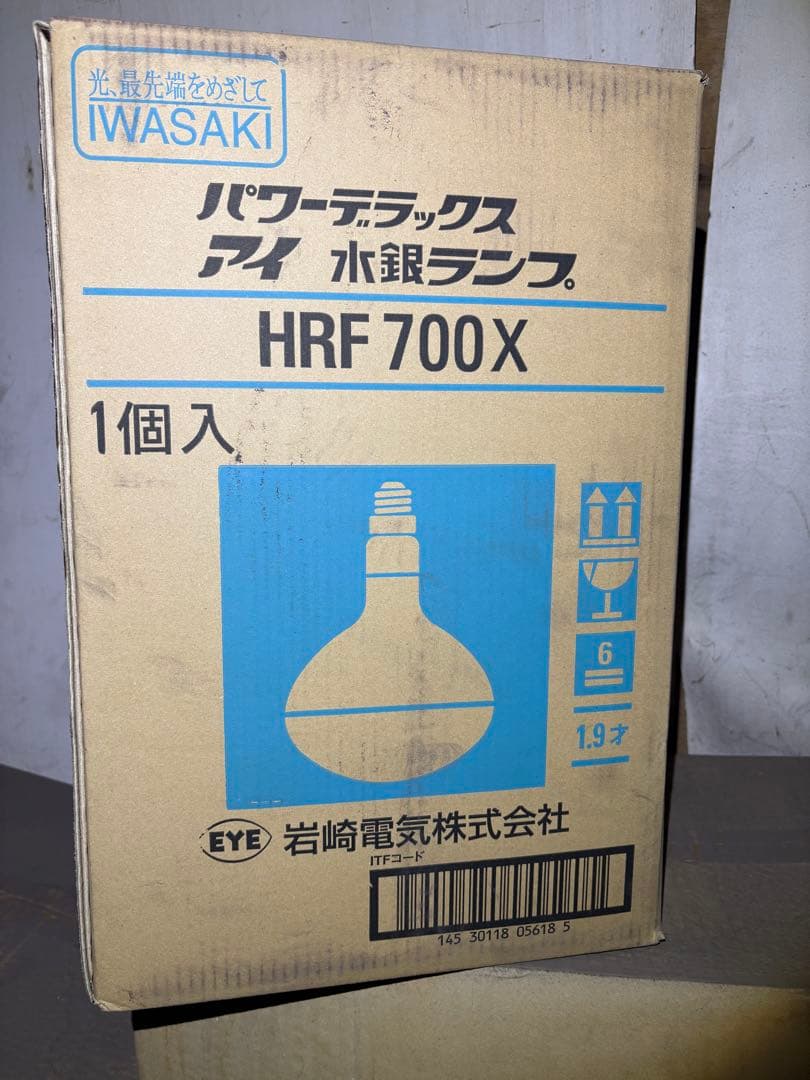 光、最先端をめざして
IWASAKI
パワーデラックス
アイ 水銀ランプ。
HRF 700X
1個入
6
1.9才
EYE 岩崎電気株式会社
ITFコード
145 30118 05618 5